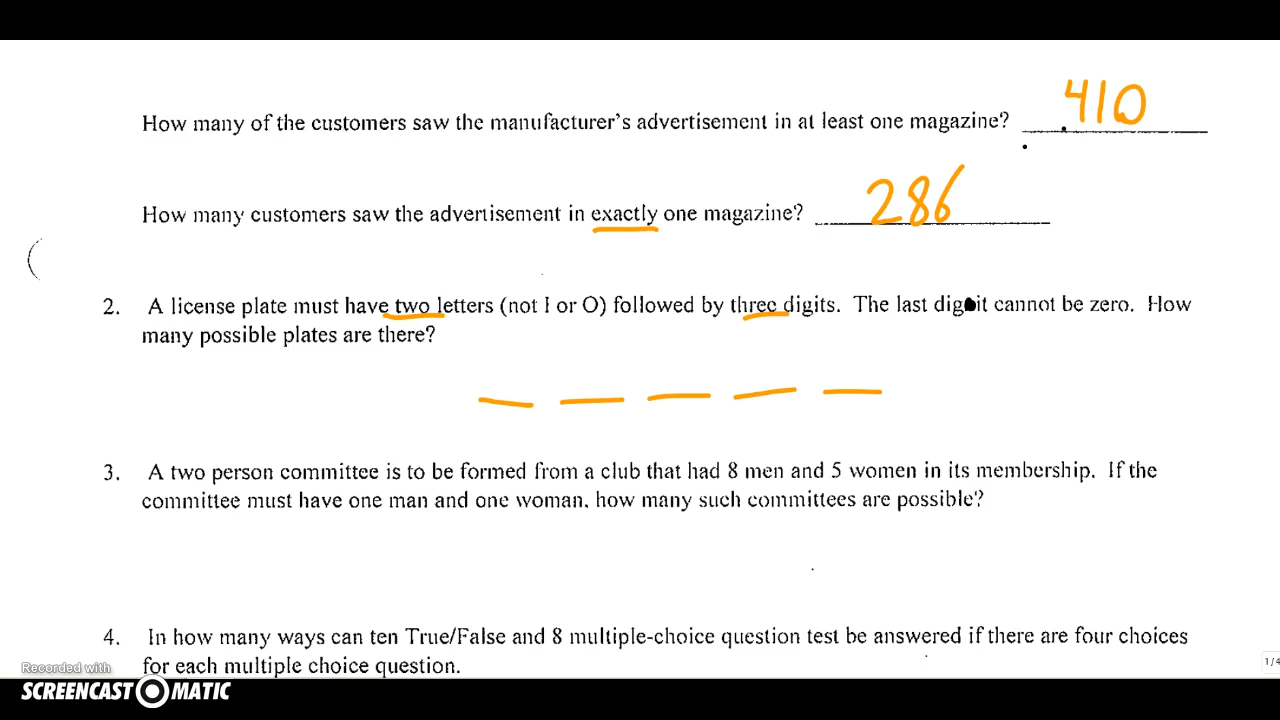 How many of the customers saw the manufacturer's advertisement in at least one magazine? 410
How many customers saw the advertisement in exactly one magazine? 286
2. A license plate must have two letters (not I or O) followed by three digits. The last digit cannot be zero. How
many possible plates are there?
3. A two person committee is to be formed from a club that had 8 men and 5 women in its membership. If the
committee must have one man and one woman, how many such committees are possible?
4. In how many ways can ten True/False and 8 multiple-choice question test be answered if there are four choices
for each multiple choice question.
1/4
Recorded with
SCREENCAST-O-MATIC